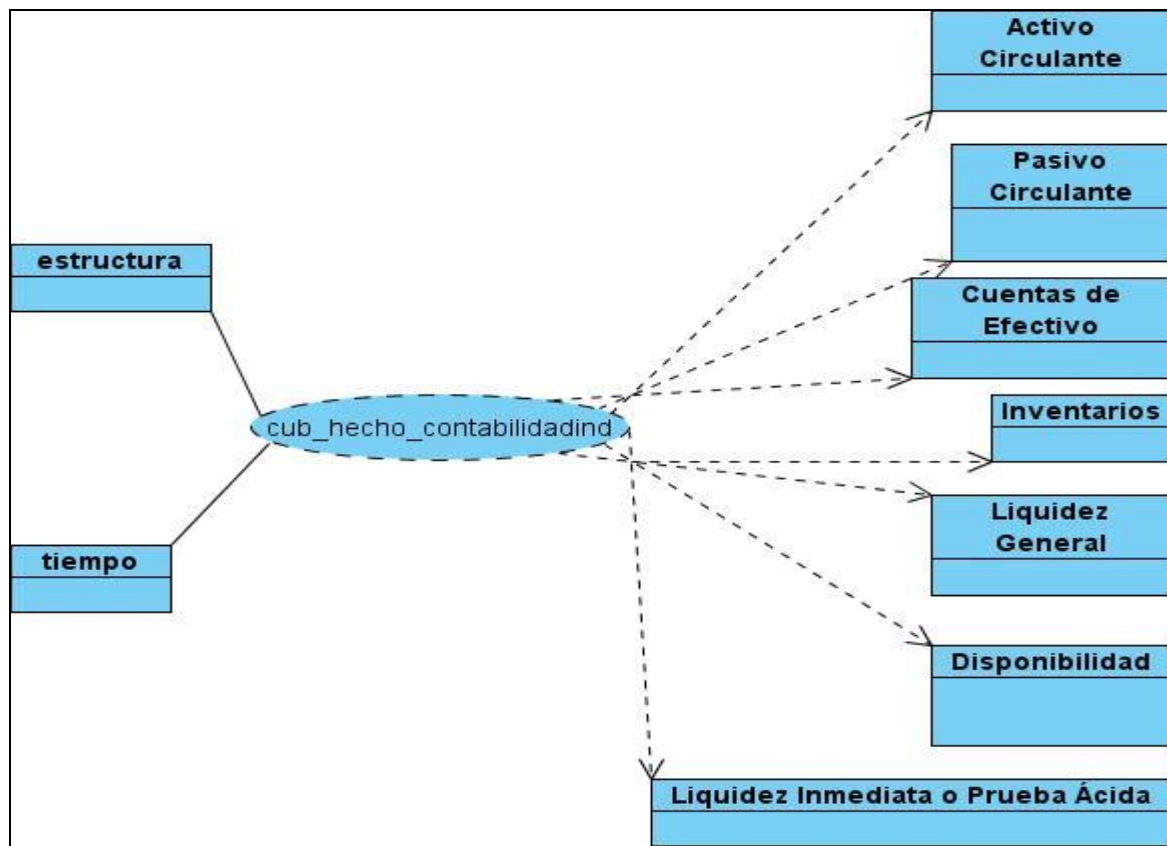 Activo
Circulante
Pasivo
Circulante
estructura
Cuentas de
Efectivo
cub_hecho_contabilidadind
Inventarios
Liquidez
General
tiempo
Disponibilidad
Liquidez Inmediata o Prueba Ácida